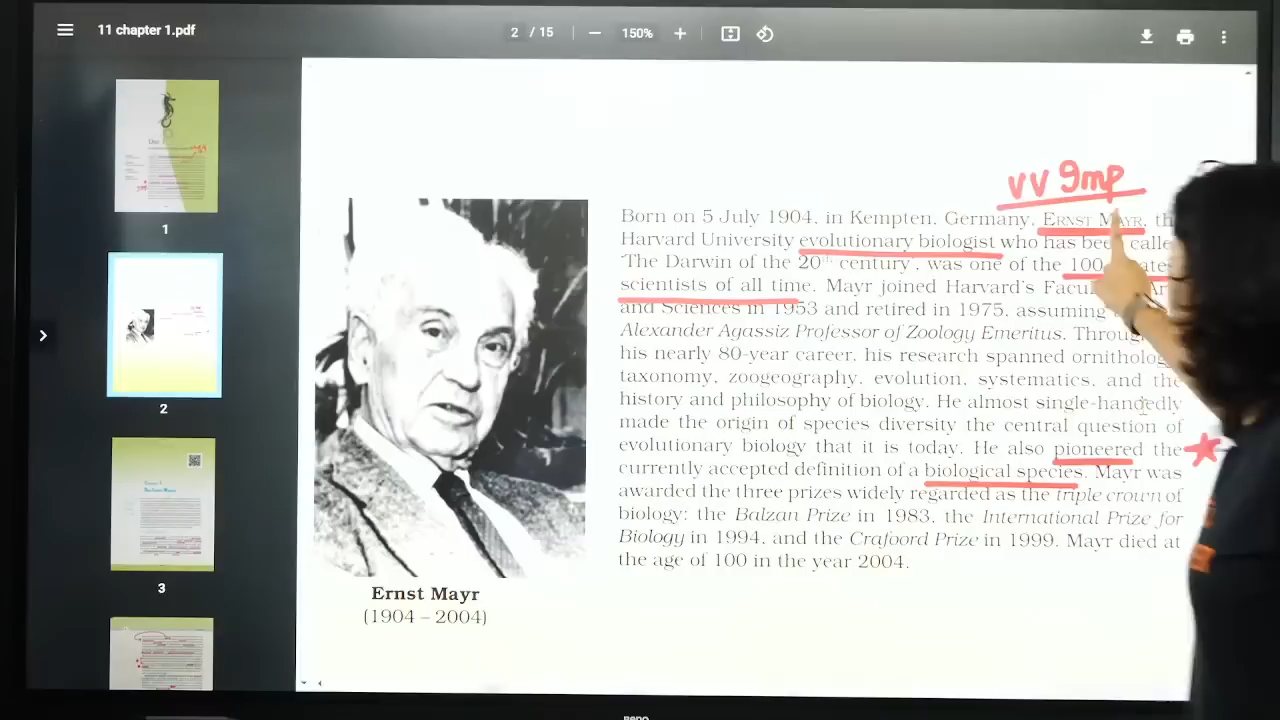 11 chapter 1.pdf
2 / 15
150%
vv Imp
Born on 5 July 1904, in Kempten, Germany, ERNST MAYR, the
Harvard University evolutionary biologist who has been calle
'The Darwin of the 20th century', was one of the 100
scientists of all time. Mayr joined Harvard's
and Sciences in 1953 and retired in 1975, assuming
Alexander Agassiz Professor of Zoology Emeritus.
his nearly 80-year career, his research spanned ornithology
taxonomy, zoogeography, evolution, systematics, and the
history and philosophy of biology. He almost single-handedly
made the origin of species diversity the central question of
evolutionary biology that it is today. He also pioneered the
currently accepted definition of a biological species. Mayr was
awarded the three prizes widely regarded as the triple crown of
biology: the Balzan Prize in 1983, the International Prize for
Biology in 1994, and the Crafoord Prize in 1999. Mayr died at
the age of 100 in the year 2004.
Ernst Mayr
(1904 – 2004)
1
2
3